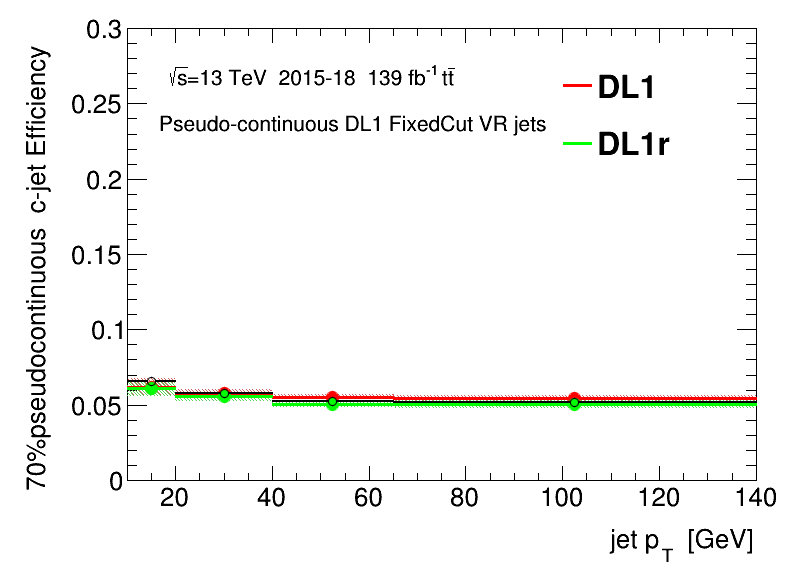 0.3
0.25
0.2
0.15
0.1
0.05
0
70%pseudocontinuous c-jet Efficiency
√s=13 TeV 2015-18 139 fb⁻¹ tt̄
Pseudo-continuous DL1 FixedCut VR jets
DL1
DL1r
20 40 60 80 100 120 140
jet p_T [GeV]